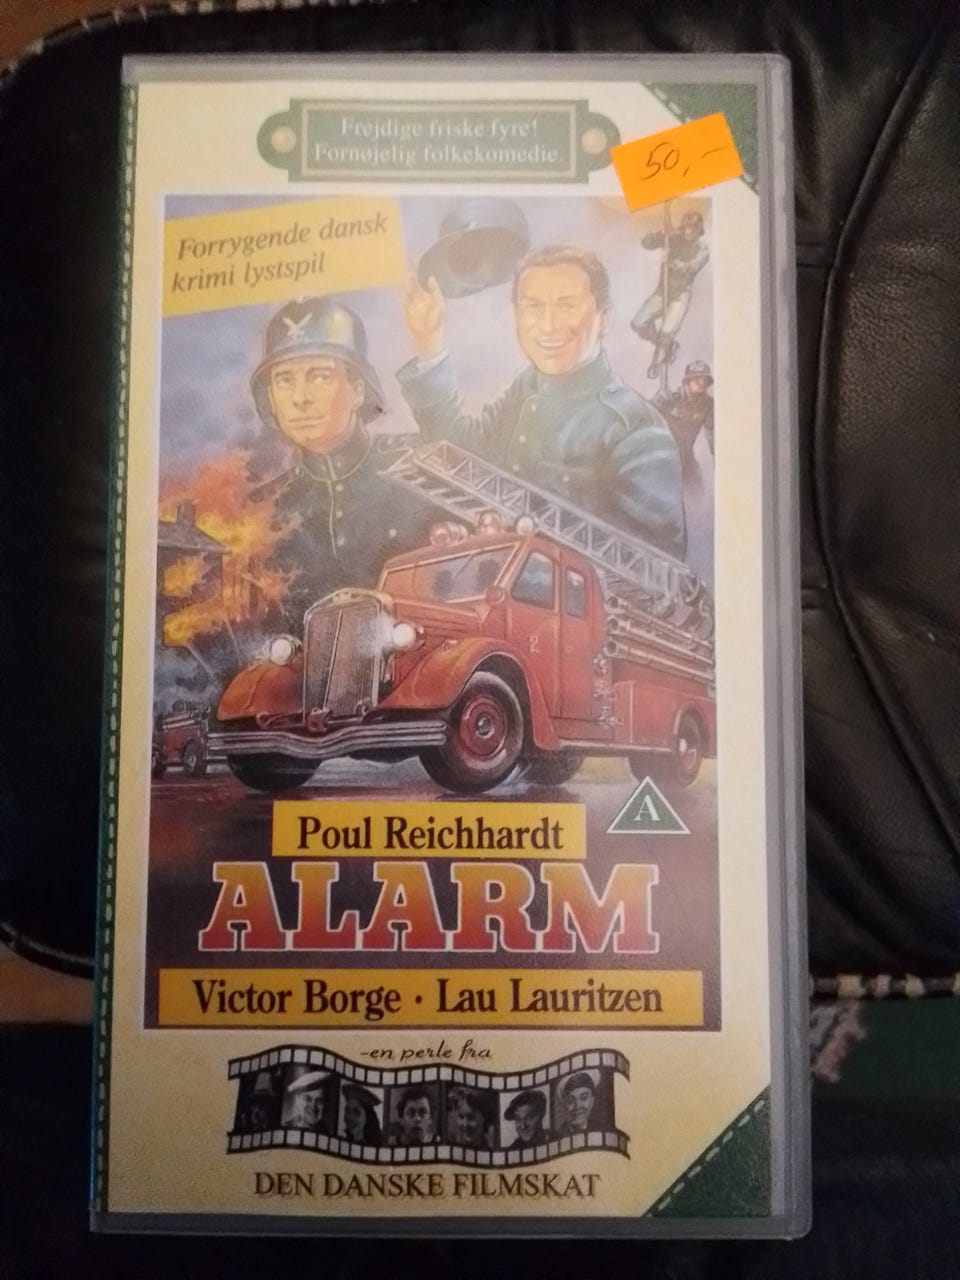 Frejdige friske fyre!
Fornøjelig folkekomedie.
50,-
Forrygende dansk
krimi lystspil
2
A
Poul Reichhardt
ALARM
Victor Borge · Lau Lauritzen
-en perle fra
DEN DANSKE FILMSKAT